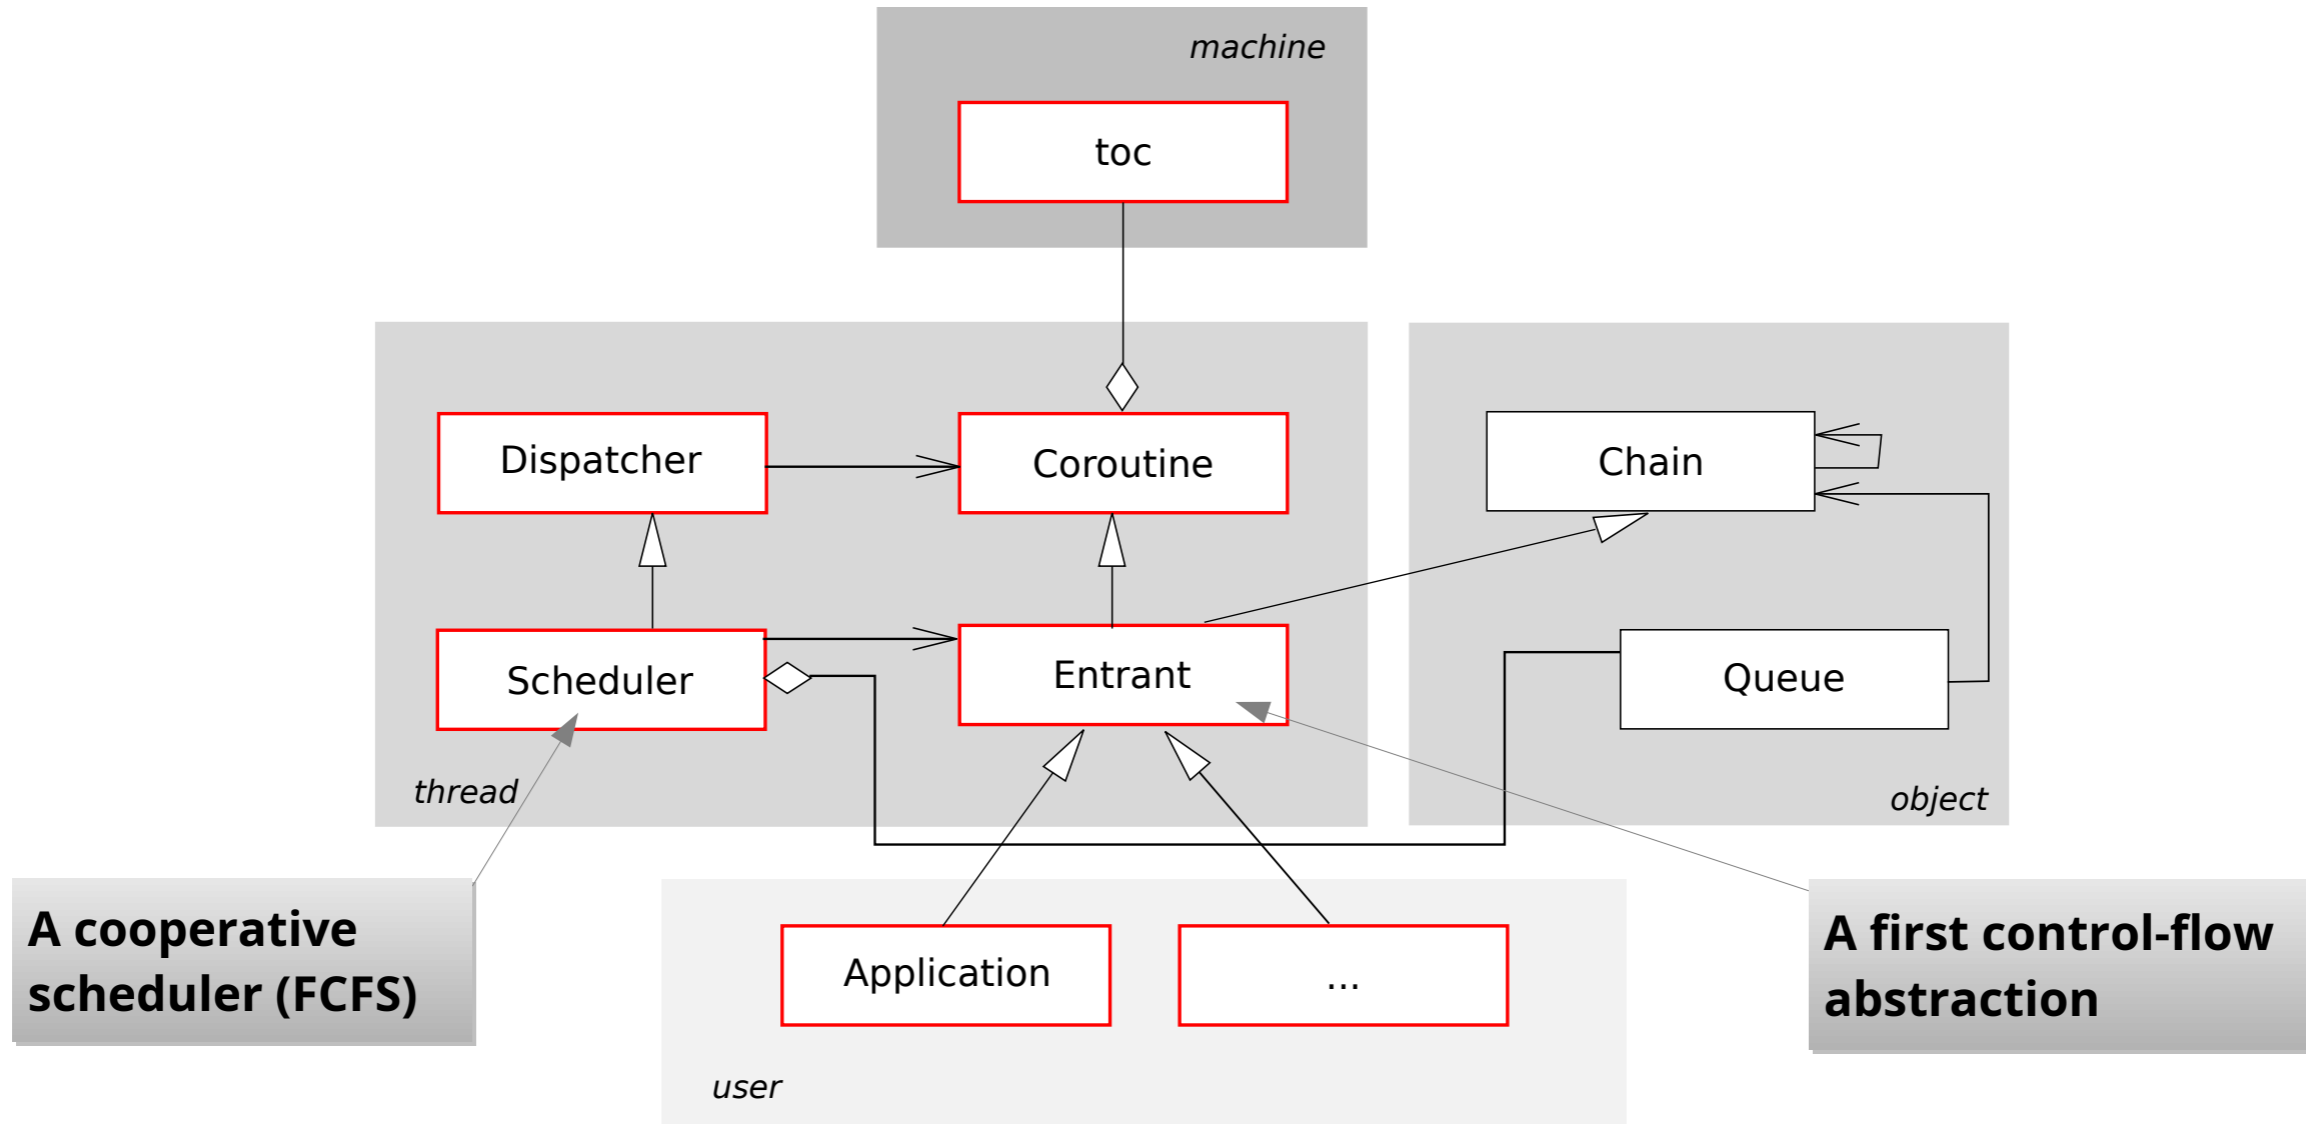 machine
toc
Dispatcher
Coroutine
Chain
Scheduler
Entrant
Queue
thread
object
A cooperative
scheduler (FCFS)
A first control-flow
abstraction
Application
...
user